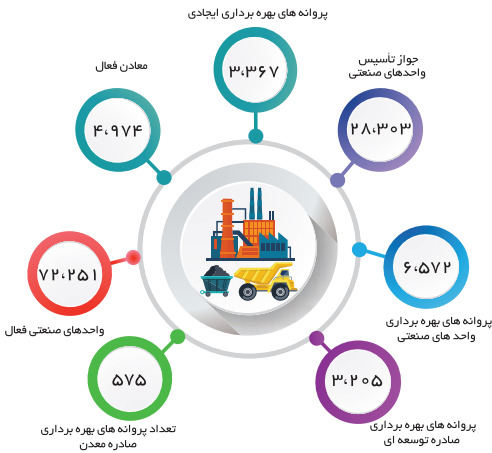 پروانه های بهره برداری ایجادی
۳،۳۶۷
جواز تأسیس
واحدهای صنعتی
۲۸،۳۰۳
۶،۵۷۲
پروانه های بهره برداری
واحد های صنعتی
۳،۲۰۵
پروانه های بهره برداری
صادره توسعه ای
۵۷۵
تعداد پروانه های بهره برداری
صادره معدن
۷۲،۲۵۱
واحدهای صنعتی فعال
معادن فعال
۴،۹۷۴